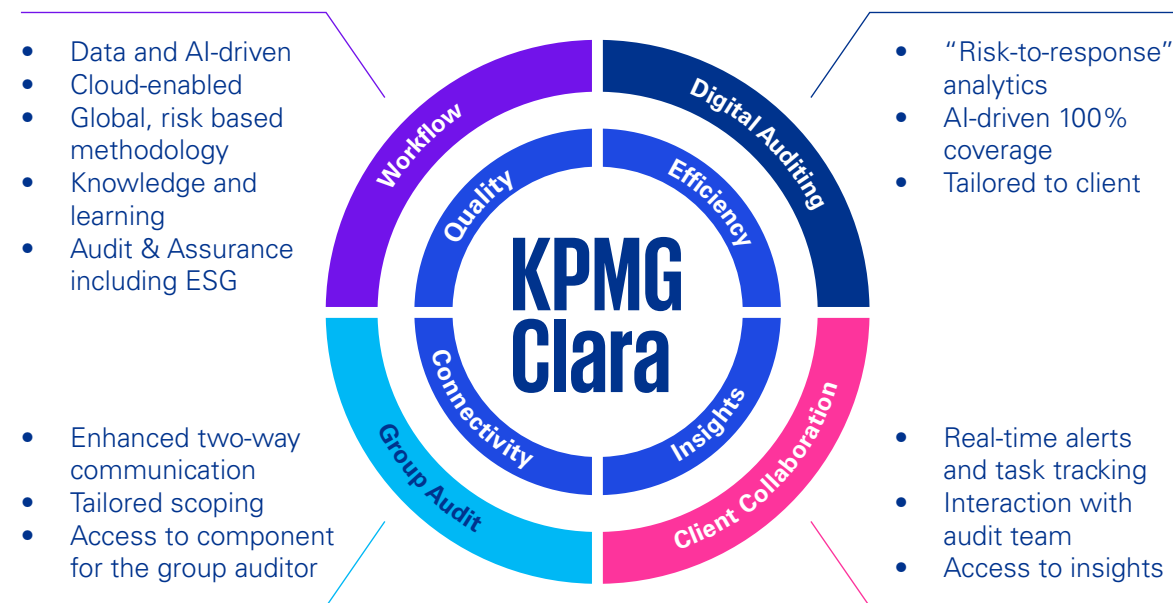 • Data and AI-driven
• Cloud-enabled
• Global, risk based
methodology
• Knowledge and
learning
• Audit & Assurance
including ESG
Workflow
Digital Auditing
• “Risk-to-response”
analytics
• AI-driven 100%
coverage
• Tailored to client
Quality
Efficiency
KPMG
Clara
Connectivity
Insights
Group Audit
Client Collaboration
• Enhanced two-way
communication
• Tailored scoping
• Access to component
for the group auditor
• Real-time alerts
and task tracking
• Interaction with
audit team
• Access to insights